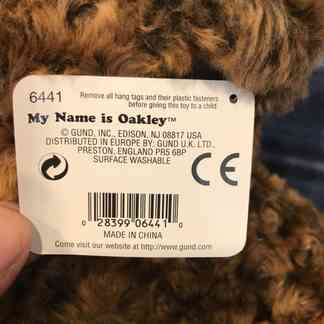 6441
Remove all hang tags and their plastic fasteners
before giving this toy to a child
My Name is Oakley™
© GUND, INC., EDISON, NJ 08817 USA
DISTRIBUTED IN EUROPE BY: GUND U.K. LTD.,
PRESTON, ENGLAND PR5 6BP
SURFACE WASHABLE
CE
0 28399 06441 0
MADE IN CHINA
Come visit our website at http://www.gund.com